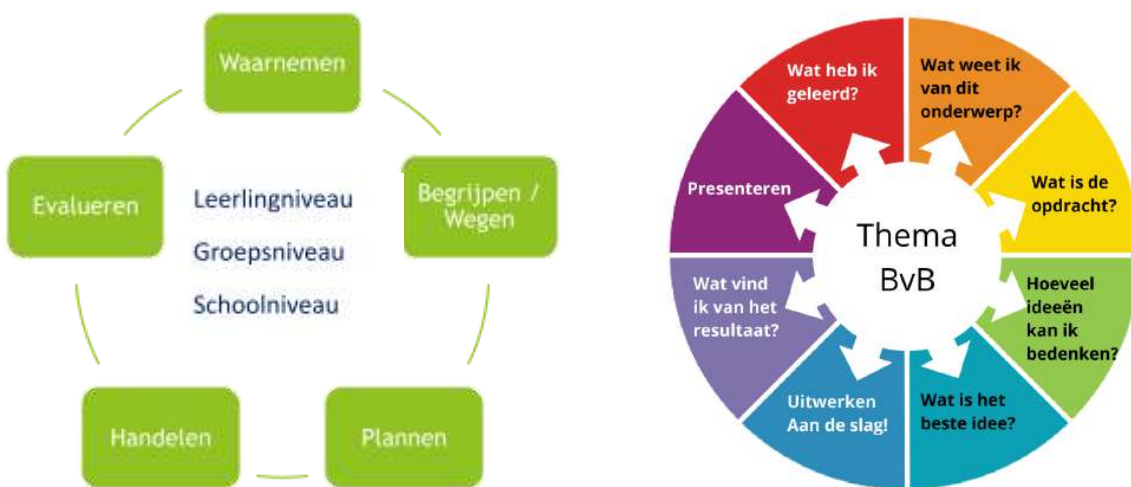 Waarnemen
Begrijpen /
Wegen
Plannen
Handelen
Evalueren
Leerlingniveau
Groepsniveau
Schoolniveau
Wat weet ik
van dit
onderwerp?
Wat is de
opdracht?
Hoeveel
ideeën
kan ik
bedenken?
Wat is het
beste idee?
Uitwerken
Aan de slag!
Wat vind
ik van het
resultaat?
Presenteren
Wat heb ik
geleerd?
Thema
BvB